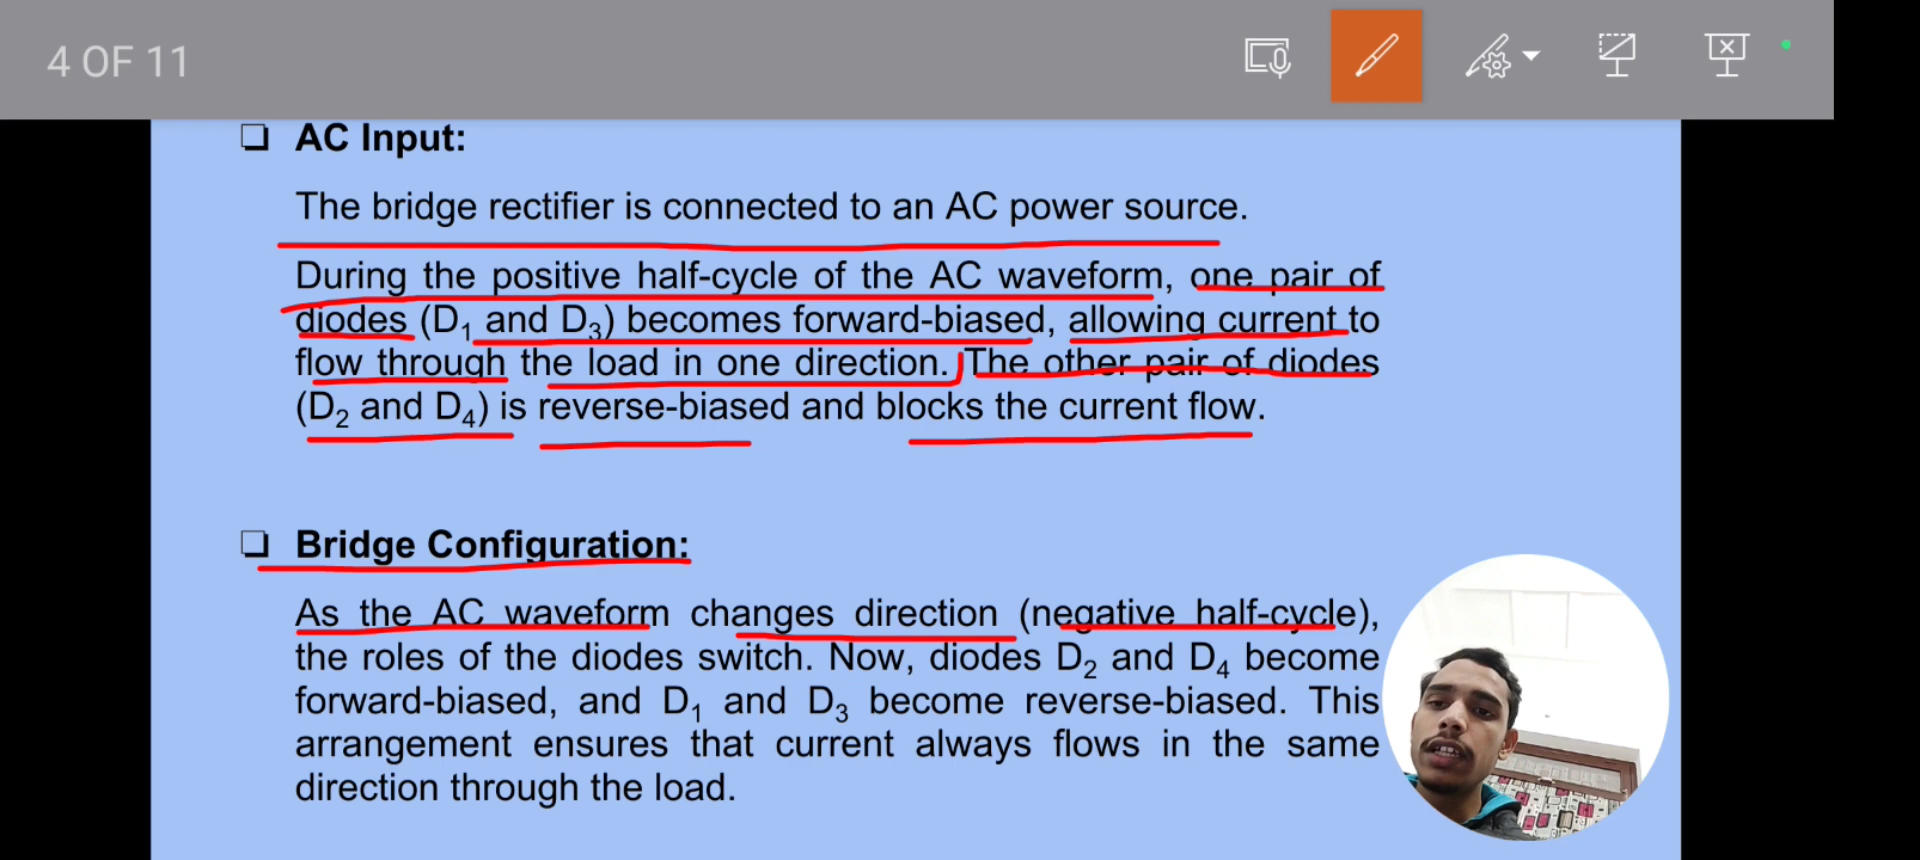 4 OF 11
AC Input:
The bridge rectifier is connected to an AC power source.
During the positive half-cycle of the AC waveform, one pair of
diodes (D₁ and D₃) becomes forward-biased, allowing current to
flow through the load in one direction. The other pair of diodes
(D₂ and D₄) is reverse-biased and blocks the current flow.
Bridge Configuration:
As the AC waveform changes direction (negative half-cycle),
the roles of the diodes switch. Now, diodes D₂ and D₄ become
forward-biased, and D₁ and D₃ become reverse-biased. This
arrangement ensures that current always flows in the same
direction through the load.